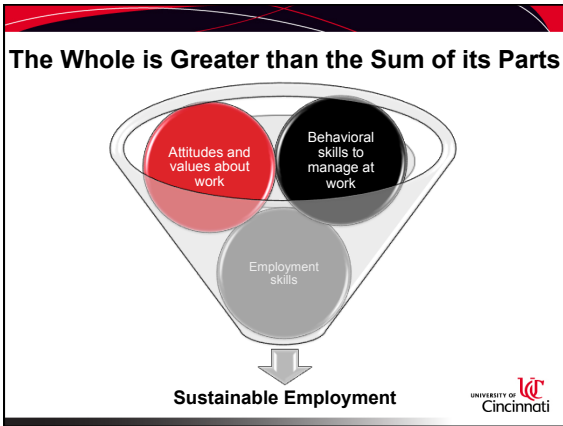 The Whole is Greater than the Sum of its Parts
Attitudes and
values about
work
Behavioral
skills to
manage at
work
Employment
skills
Sustainable Employment
UNIVERSITY OF
UC
Cincinnati